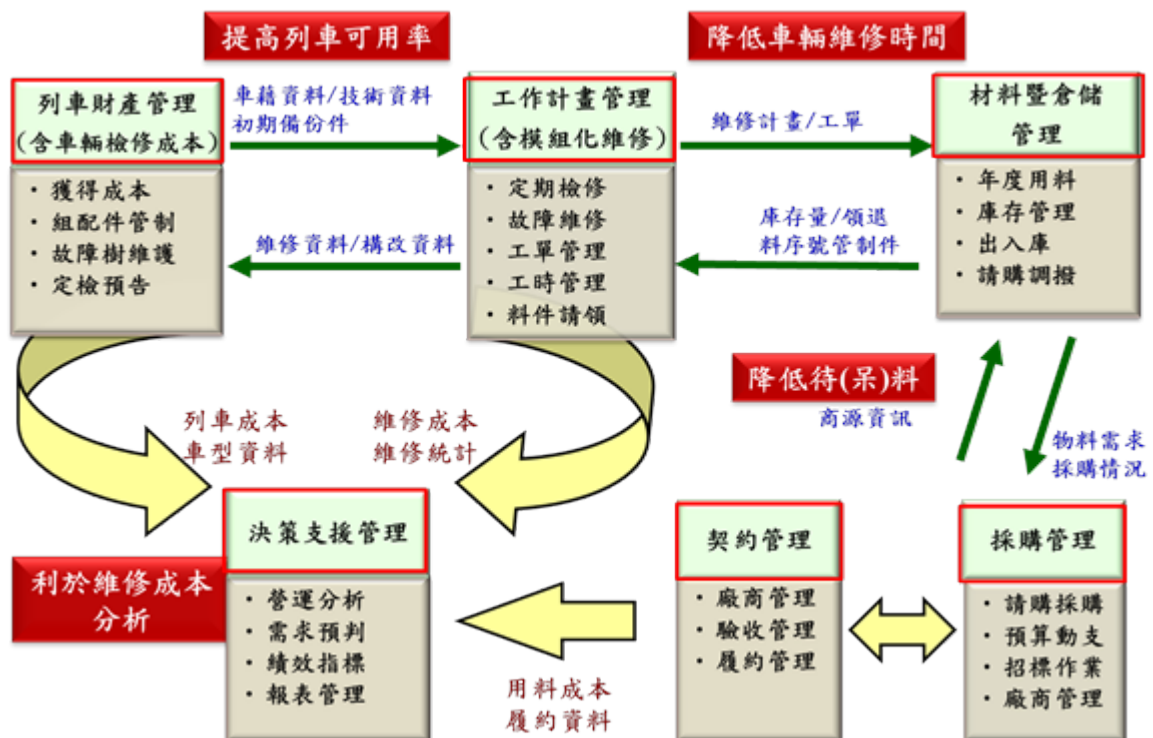 提高列車可用率
降低車輛維修時間
列車財產管理
(含車輛檢修成本)
‧獲得成本
‧組配件管制
‧故障樹維護
‧定檢預告
車藉資料/技術資料
初期備份件
維修資料/構改資料
工作計畫管理
(含模組化維修)
‧定期檢修
‧故障維修
‧工單管理
‧工時管理
‧料件請領
維修計畫/工單
庫存量/領退
料序號管制件
材料暨倉儲
管理
‧年度用料
‧庫存管理
‧出入庫
‧請購調撥
降低待(呆)料
商源資訊
物料需求
採購情況
列車成本
車型資料
維修成本
維修統計
利於維修成本
分析
決策支援管理
‧營運分析
‧需求預判
‧績效指標
‧報表管理
用料成本
履約資料
契約管理
‧廠商管理
‧驗收管理
‧履約管理
採購管理
‧請購採購
‧預算動支
‧招標作業
‧廠商管理